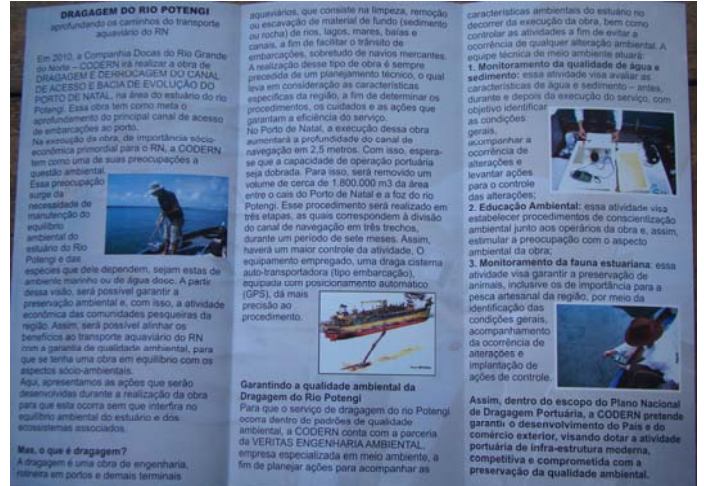 DRAGAGEM DO RIO POTENGI
aprofundando os caminhos do transporte
aquaviário do RN
Em 2010, a Companhia Docas do Rio Grande
do Norte – CODERN irá realizar a obra de
DRAGAGEM E DERROCAGEM DO CANAL
DE ACESSO E BACIA DE EVOLUÇÃO DO
PORTO DE NATAL, na área do estuário do rio
Potengi. Essa obra tem como meta o
aprofundamento do principal canal de acesso
de embarcações ao porto.
Na execução da obra, de importância sócio-
econômica primordial para o RN, a CODERN
tem como uma de suas preocupações a
questão ambiental.
Essa preocupação
surge da
necessidade de
manutenção do
equilíbrio
ambiental do
estuário do Rio
Potengi e das
espécies que dele dependem, sejam estas de
ambiente marinho ou de água doce. A partir
dessa visão, será possível garantir a
preservação ambiental e, com isso, a atividade
econômica das comunidades pesqueiras da
região. Assim, será possível alinhar os
benefícios ao transporte aquaviário do RN
com a garantia de qualidade ambiental, para
que se tenha uma obra em equilíbrio com os
aspectos sócio-ambientais.
Aqui, apresentamos as ações que serão
desenvolvidas durante a realização da obra
para que esta ocorra sem que interfira no
equilíbrio ambiental do estuário e dos
ecossistemas associados.
Mas, o que é dragagem?
A dragagem é uma obra de engenharia,
rotineira em portos e demais terminais
aquaviários, que consiste na limpeza, remoção
ou escavação de material de fundo (sedimento
ou rocha) de rios, lagos, mares, baías e
canais, a fim de facilitar o trânsito de
embarcações, sobretudo de navios mercantes.
A realização desse tipo de obra é sempre
precedida de um planejamento técnico, o qual
leva em consideração as características
específicas da região, a fim de determinar os
procedimentos, os cuidados e as ações que
garantam a eficiência do serviço.
No Porto de Natal, a execução dessa obra
aumentará a profundidade do canal de
navegação em 2,5 metros. Com isso, espera-
se que a capacidade de operação portuária
seja dobrada. Para isso, será removido um
volume de cerca de 1.800.000 m3 da área
entre o cais do Porto de Natal e a foz do rio
Potengi. Esse procedimento será realizado em
três etapas, as quais correspondem à divisão
do canal de navegação em três trechos,
durante um período de sete meses. Assim,
haverá um maior controle da atividade. O
equipamento empregado, uma draga cisterna
auto-transportadora (tipo embarcação),
equipada com posicionamento automático
(GPS), dá mais
precisão ao
procedimento.
Garantindo a qualidade ambiental da
Dragagem do Rio Potengi
Para que o serviço de dragagem do rio Potengi
ocorra dentro de padrões de qualidade
ambiental, a CODERN conta com a parceria
da VERITAS ENGENHARIA AMBIENTAL,
empresa especializada em meio ambiente, a
fim de planejar ações para acompanhar as
características ambientais do estuário no
decorrer da execução da obra, bem como
controlar as atividades a fim de evitar a
ocorrência de qualquer alteração ambiental. A
equipe técnica de meio ambiente atuará:
1. Monitoramento da qualidade de água e
sedimento: essa atividade visa avaliar as
características de água e sedimento – antes,
durante e depois da execução do serviço, com
objetivo identificar
as condições
gerais,
acompanhar a
ocorrência de
alterações e
levantar ações
para o controle
das alterações;
2. Educação Ambiental: essa atividade visa
estabelecer procedimentos de conscientização
ambiental junto aos operários da obra e, assim,
estimular a preocupação com o aspecto
ambiental da obra;
3. Monitoramento da fauna estuariana: essa
atividade visa garantir a preservação de
animais, inclusive os de importância para a
pesca artesanal da região, por meio da
identificação das
condições gerais,
acompanhamento
da ocorrência de
alterações e
implantação de
ações de controle.
Assim, dentro do escopo do Plano Nacional
de Dragagem Portuária, a CODERN pretende
garantir o desenvolvimento do País e do
comércio exterior, visando dotar a atividade
portuária de infra-estrutura moderna,
competitiva e comprometida com a
preservação da qualidade ambiental.